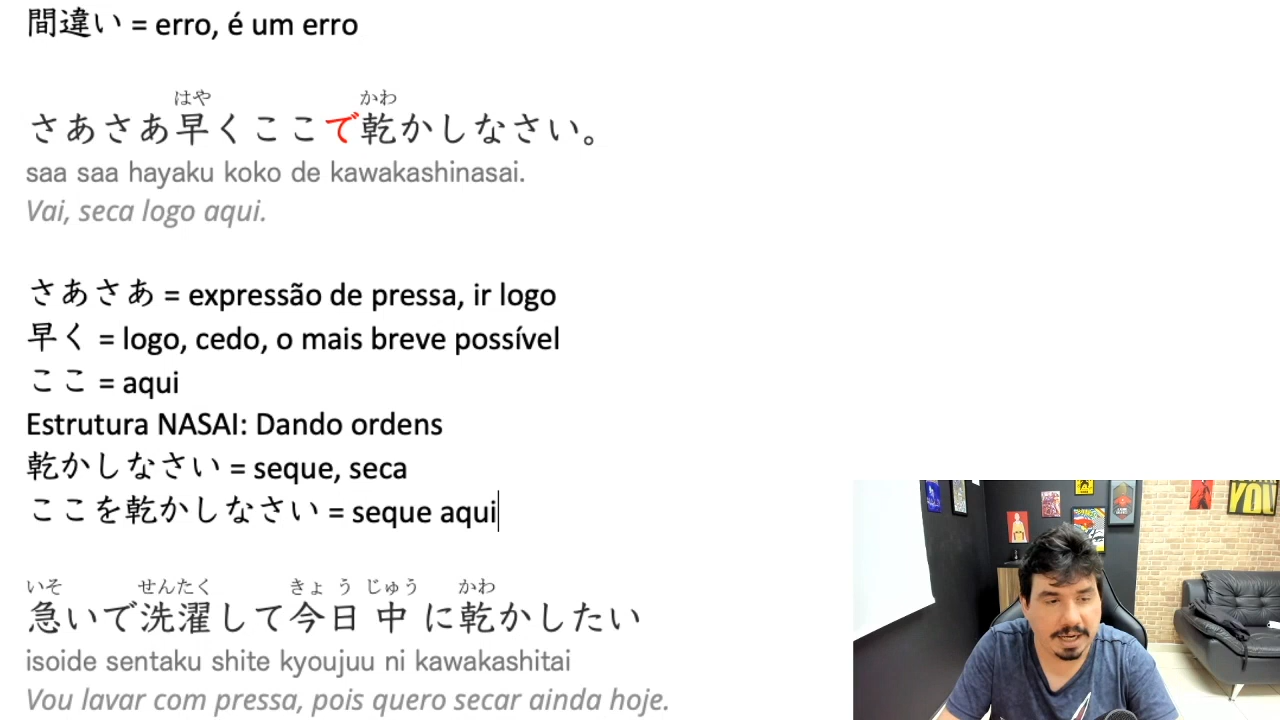 間違い = erro, é um erro
はや かわ
さあさあ早くここで乾かしなさい。
saa saa hayaku koko de kawakashinasai.
Vai, seca logo aqui.
さあさあ = expressão de pressa, ir logo
早く = logo, cedo, o mais breve possível
ここ = aqui
Estrutura NASAI: Dando ordens
乾かしなさい = seque, seca
ここを乾かしなさい = seque aqui
いそ せんたく きょ う じゅう かわ
急いで洗濯して今日中に乾かしたい
isoide sentaku shite kyoujuu ni kawakashitai
Vou lavar com pressa, pois quero secar ainda hoje.
YOU